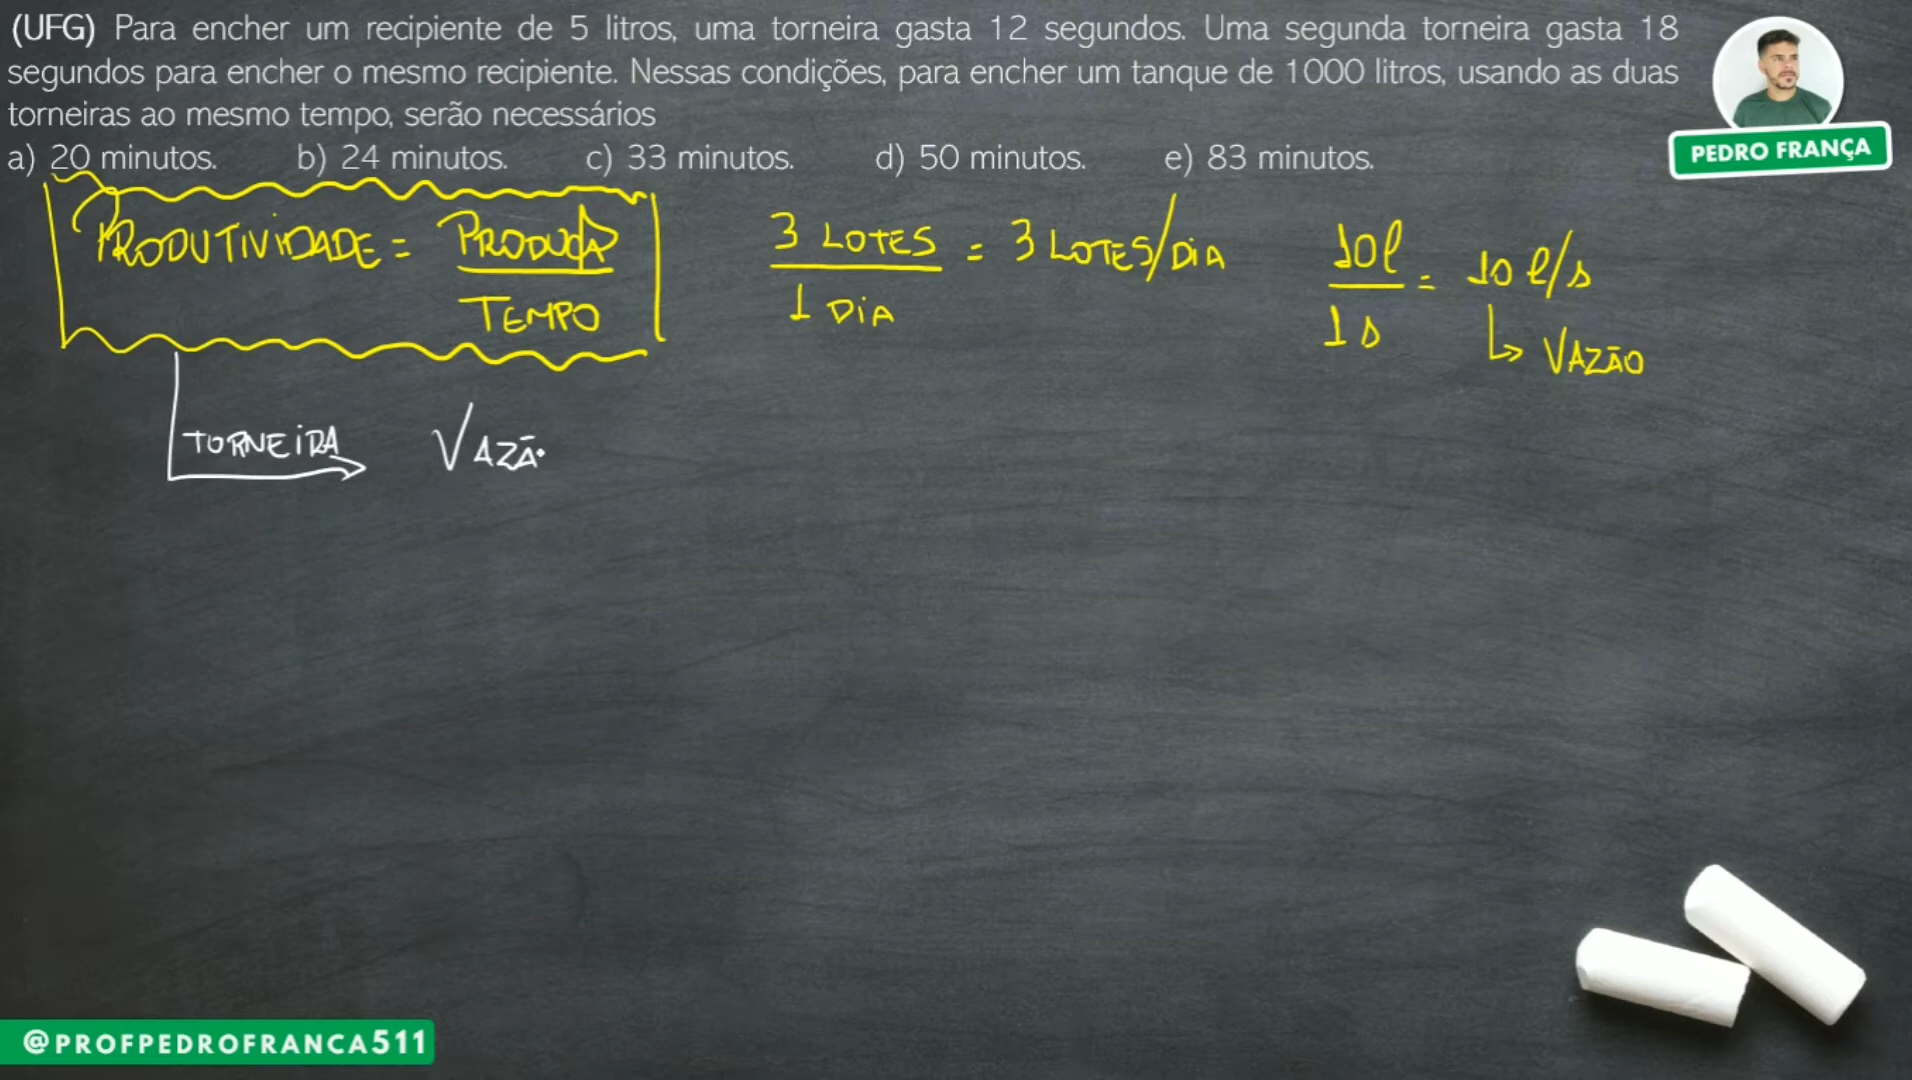 (UFG) Para encher um recipiente de 5 litros, uma torneira gasta 12 segundos. Uma segunda torneira gasta 18
segundos para encher o mesmo recipiente. Nessas condições, para encher um tanque de 1000 litros, usando as duas
torneiras ao mesmo tempo, serão necessários
a) 20 minutos. b) 24 minutos. c) 33 minutos. d) 50 minutos. e) 83 minutos.
PEDRO FRANÇA
PRODUTIVIDADE =
TEMPO
3 LOTES = 3 LOTES/DIA
1 DIA
10l = 10 l/s
1 s
VAZÃO
TORNEIRA
VAZÃ
@PROFPEDROFRANCA511